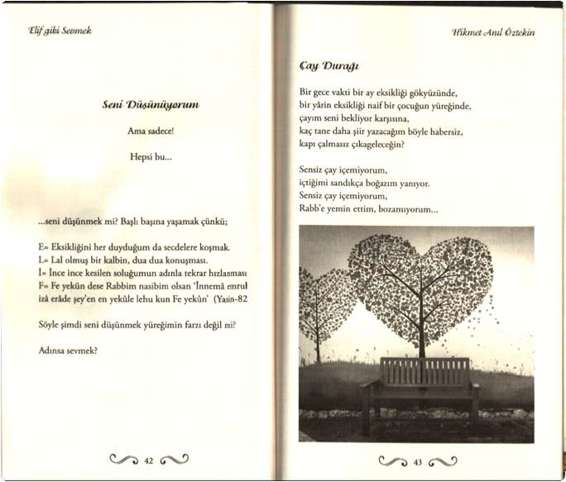 Elif gibi Sevmek
Seni Düşünüyorum
Ama sadece!
Hepsi bu...
...seni düşünmek mi? Başlı başına yaşamak çünkü;
E= Eksikliğini her duyduğum da secdelere koşmak.
L= Lal olmuş bir kalbin, dua dua konuşması.
İ= İnce ince kesilen soluğumun adınla tekrar hızlanması
F= Fe yekûn dese Rabbim nasibim olsan 'İnnemâ emruhû
izâ erâde şey'en en yekûle lehu kun Fe yekûn' (Yasin-82
Söyle şimdi seni düşünmek yüreğimin farzı değil mi?
Adınsa sevmek?
42
Hikmet Anıl Öztekin
Çay Durağı
Bir gece vakti bir ay eksikliği gökyüzünde,
bir yârin eksikliği naif bir çocuğun yüreğinde,
çayım seni bekliyor karşısına,
kaç tane daha şiir yazacağım böyle habersiz,
kapı çalmasız çıkageleceğin?
Sensiz çay içemiyorum,
içtiğimi sandıkça boğazım yanıyor.
Sensiz çay içemiyorum,
Rabb'e yemin ettim, bozamıyorum...
43